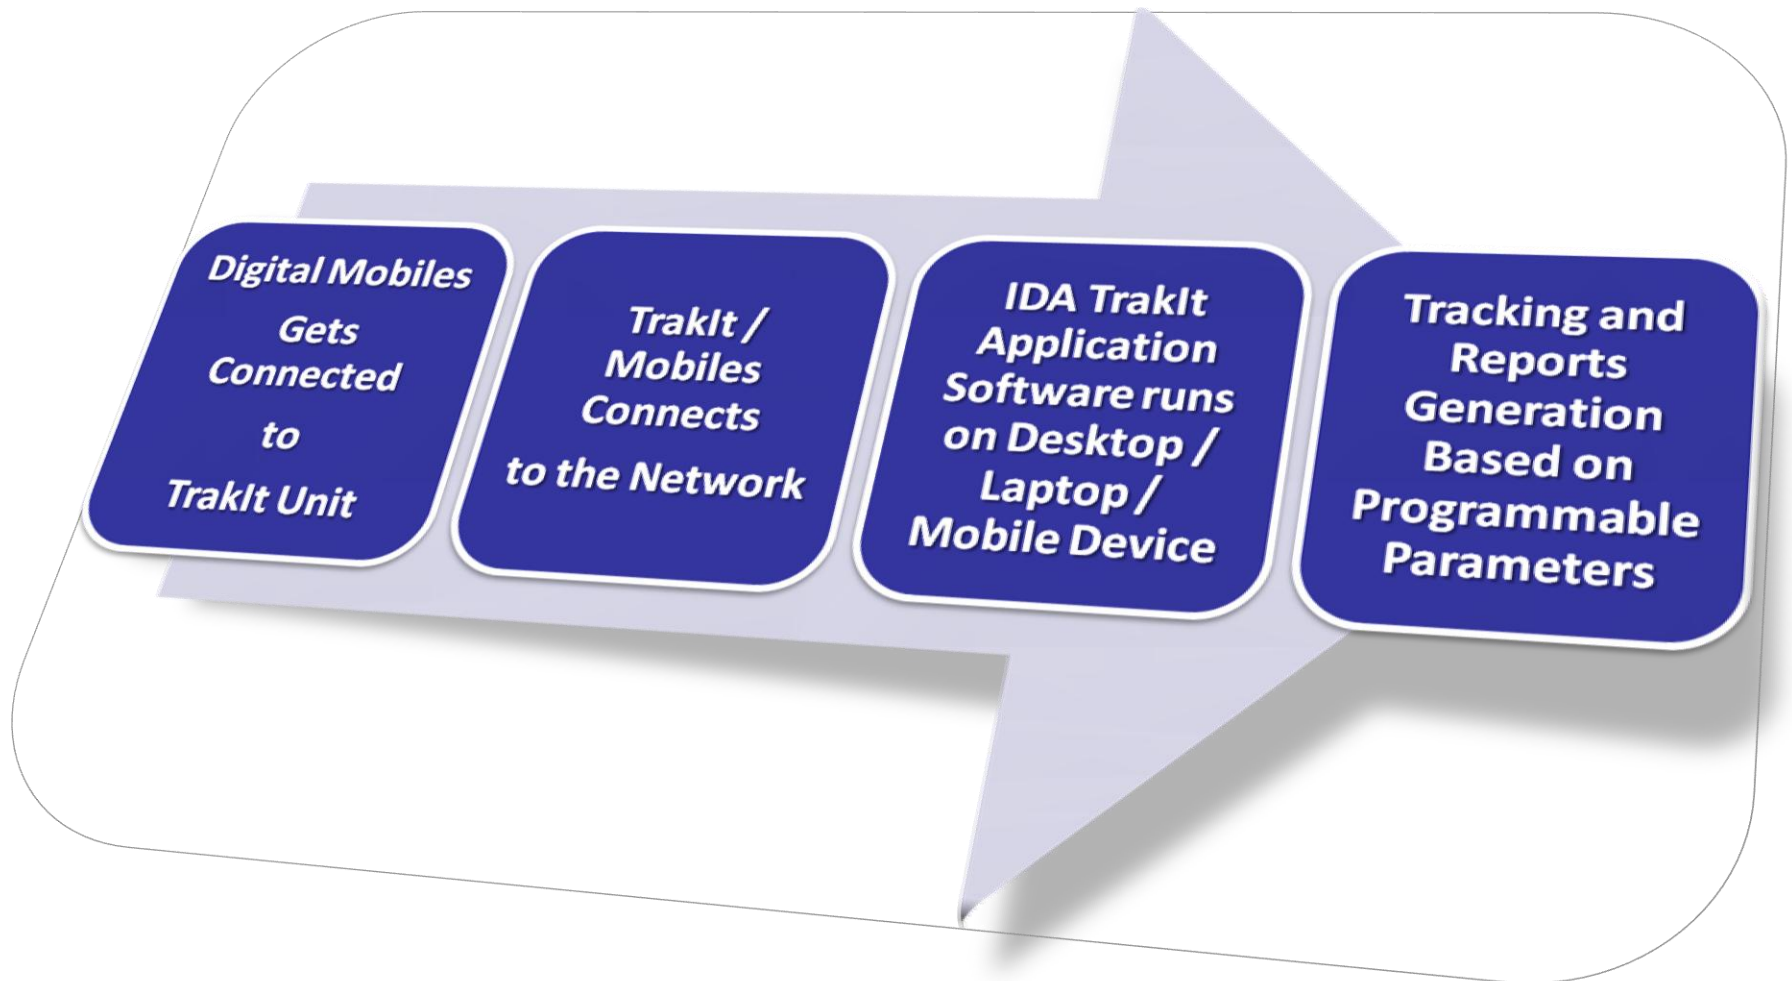 Digital Mobiles
Gets
Connected
to
TrakIt Unit
TrakIt /
Mobiles
Connects
to the Network
IDA TrakIt
Application
Software runs
on Desktop /
Laptop /
Mobile Device
Tracking and
Reports
Generation
Based on
Programmable
Parameters